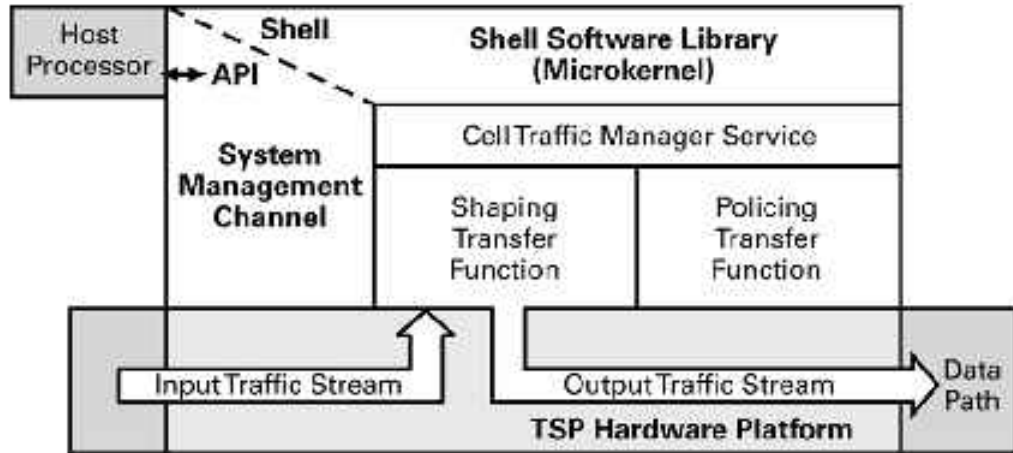 Host
Processor
Shell
API
Shell Software Library
(Microkernel)
Cell Traffic Manager Service
System
Management
Channel
Shaping
Transfer
Function
Policing
Transfer
Function
Input Traffic Stream
Output Traffic Stream
Data
Path
TSP Hardware Platform